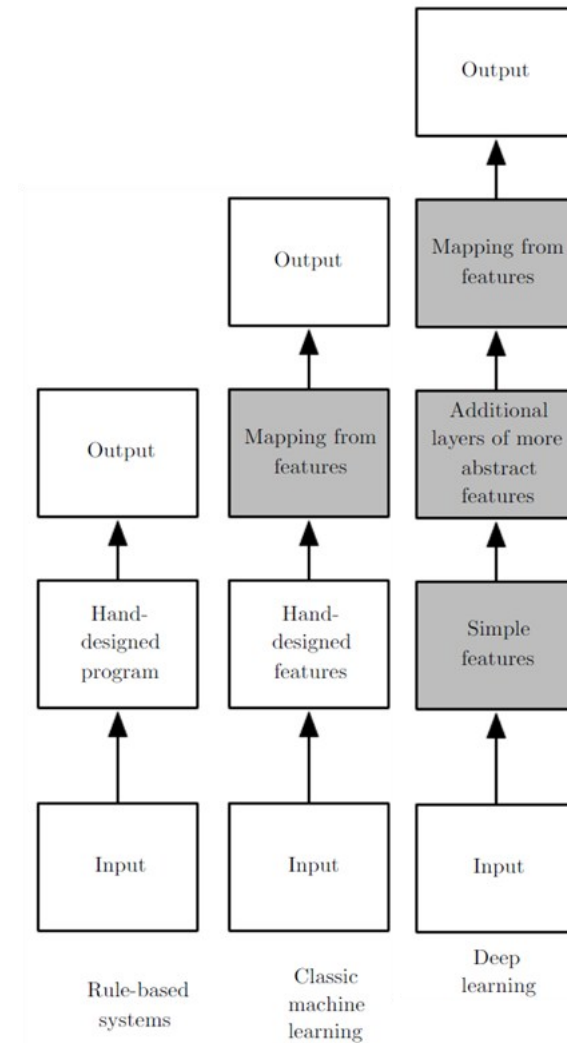 Output
Mapping from
features
Additional
layers of more
abstract
features
Simple
features
Input
Deep
learning
Output
Mapping from
features
Hand-
designed
features
Input
Classic
machine
learning
Output
Hand-
designed
program
Input
Rule-based
systems